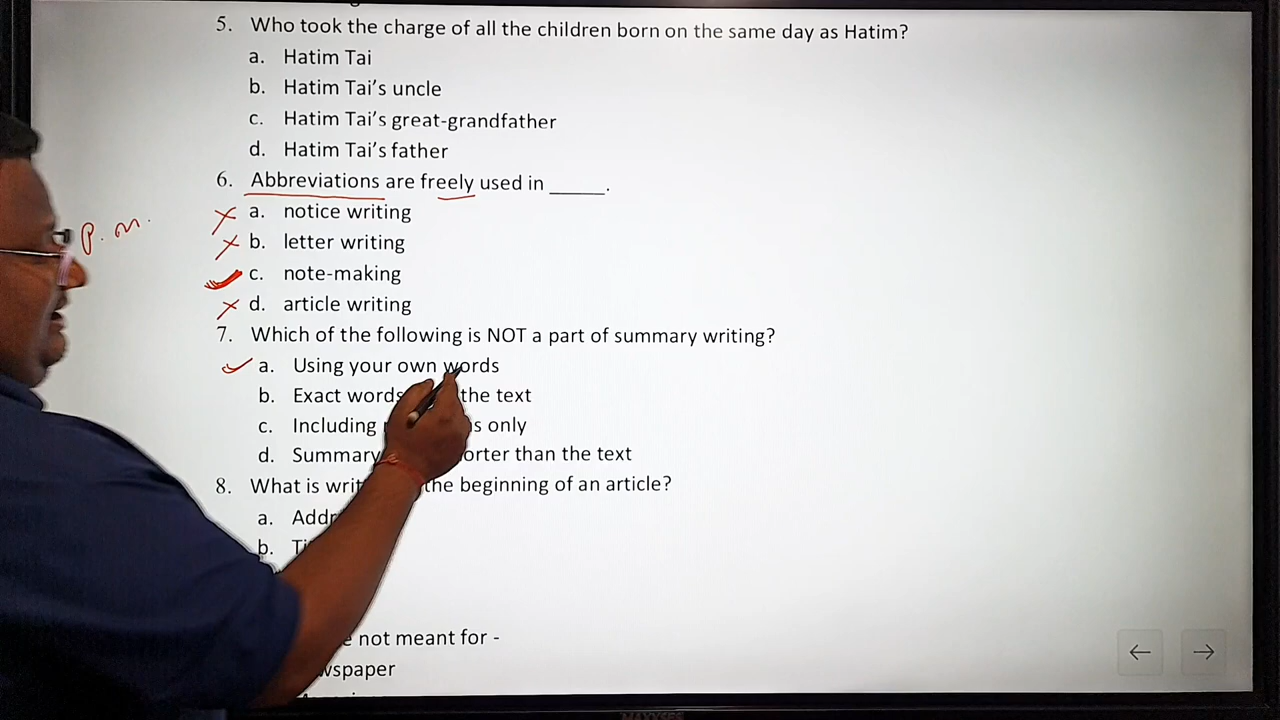 5. Who took the charge of all the children born on the same day as Hatim?
a. Hatim Tai
b. Hatim Tai's uncle
c. Hatim Tai's great-grandfather
d. Hatim Tai's father
6. Abbreviations are freely used in _____.
a. notice writing
P. m.
b. letter writing
c. note-making
d. article writing
7. Which of the following is NOT a part of summary writing?
a. Using your own words
b. Exact words the text
c. Including only
d. Summary than the text
8. What is the beginning of an article?
a.
b.
not meant for -